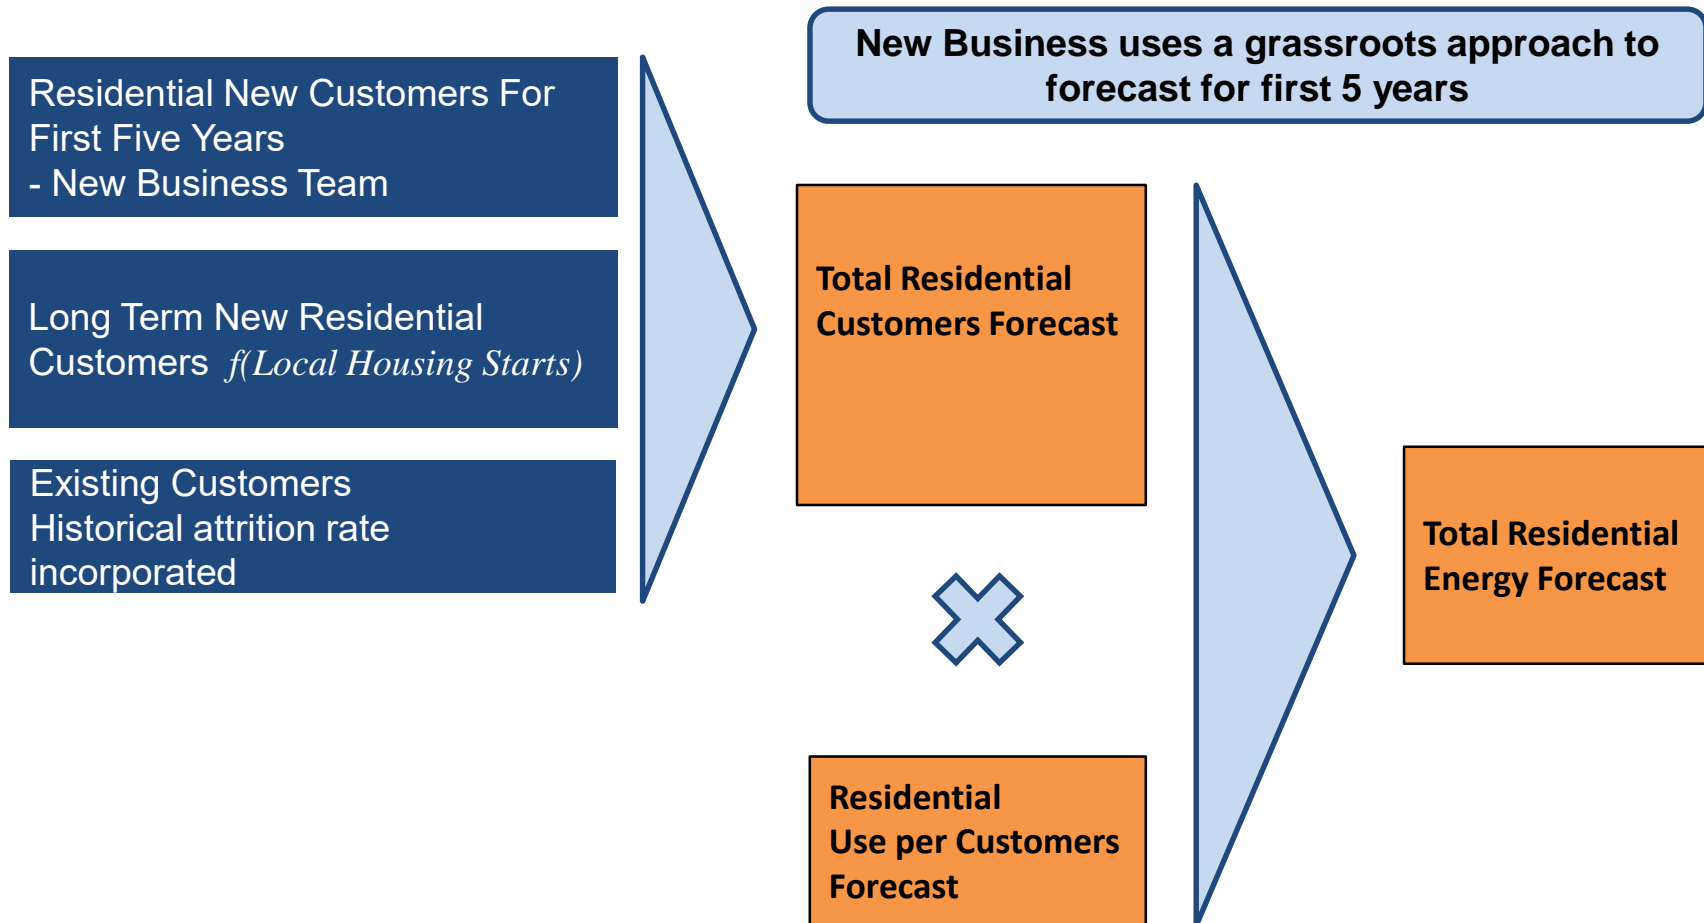 New Business uses a grassroots approach to
forecast for first 5 years
Residential New Customers For
First Five Years
- New Business Team
Long Term New Residential
Customers f(Local Housing Starts)
Existing Customers
Historical attrition rate
incorporated
Total Residential
Customers Forecast
Residential
Use per Customers
Forecast
Total Residential
Energy Forecast